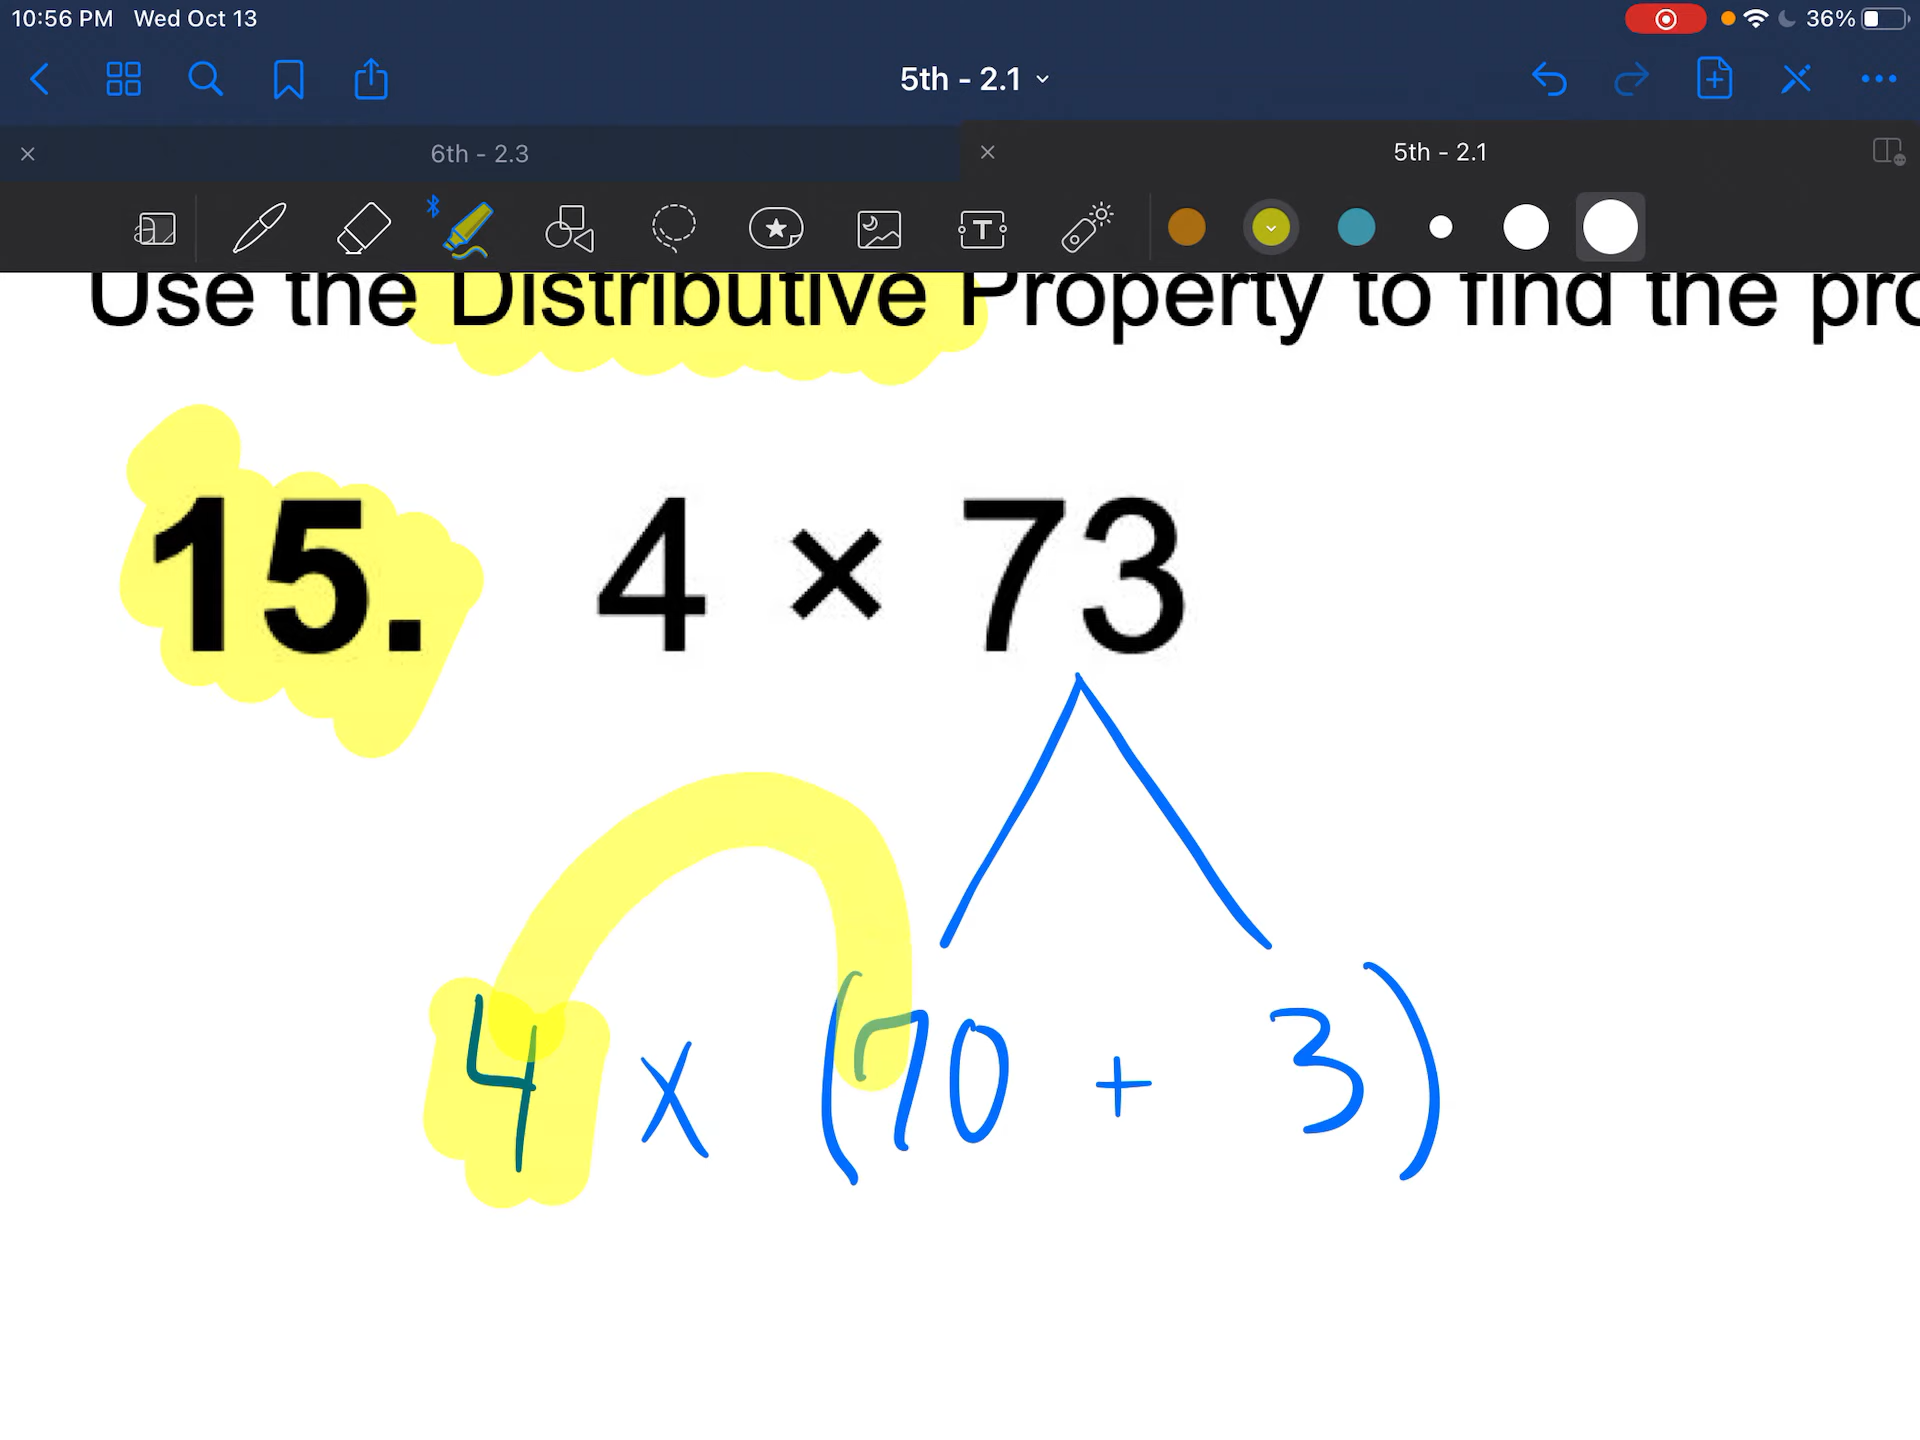 10:56 PM Wed Oct 13 36%
5th - 2.1
6th - 2.3 5th - 2.1
Use the Distributive Property to find the pro
15. 4 × 73
4 x (70 + 3)